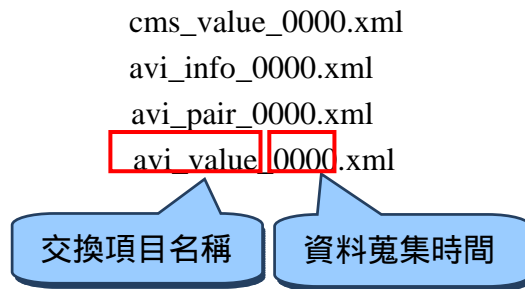 cms_value_0000.xml
avi_info_0000.xml
avi_pair_0000.xml
avi_value_0000.xml
交換項目名稱 資料蒐集時間